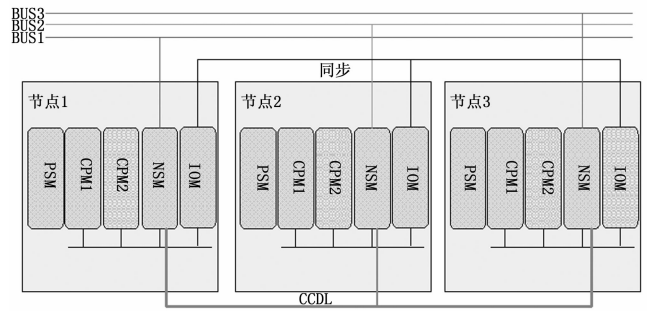 BUS3
BUS2
BUS1
同步
节点1
节点2
节点3
PSM
CPM1
CPM2
NSM
IOM
PSM
CPM1
CPM2
NSM
IOM
PSM
CPM1
CPM2
NSM
IOM
CCDL